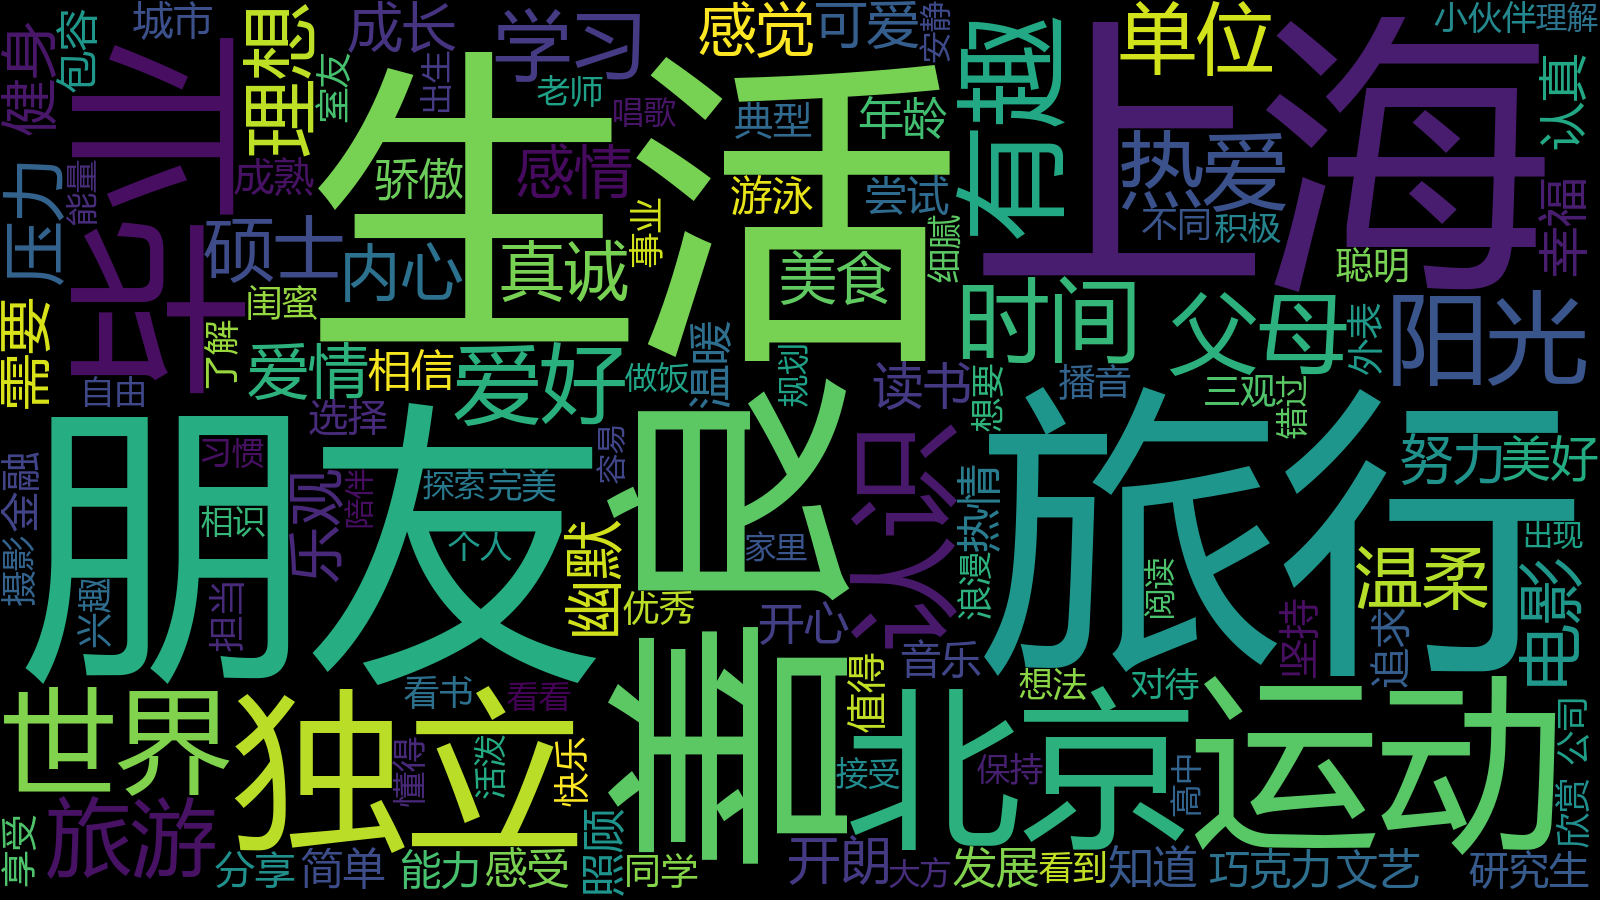 城市
成长
学习
感觉
可爱
安静
单位
小伙伴
理解
健身
包容
毕业
理想
室友
出生
老师
唱歌
生活
典型
年龄
有趣
上海
热爱
认真
压力
能量
成熟
骄傲
感情
游泳
尝试
不同
积极
幸福
硕士
内心
真诚
事业
美食
细腻
聪明
需要
闺蜜
了解
爱情
相信
爱好
做饭
温暖
规划
时间
父母
外表
阳光
自由
选择
读书
想要
播音
三观
错过
朋友
喜欢
认识
旅行
努力
美好
金融
习惯
乐观
陪伴
探索
完美
容易
热情
相识
个人
幽默
家里
出现
摄影
兴趣
担当
优秀
开心
浪漫
阅读
温柔
电影
坚持
追求
音乐
世界
独立
看书
看看
值得
北京
想法
对待
运动
公司
懂得
活泼
快乐
接受
保持
高中
欣赏
享受
旅游
分享
简单
能力
感受
照顾
同学
开朗
大方
发展
看到
知道
巧克力
文艺
研究生